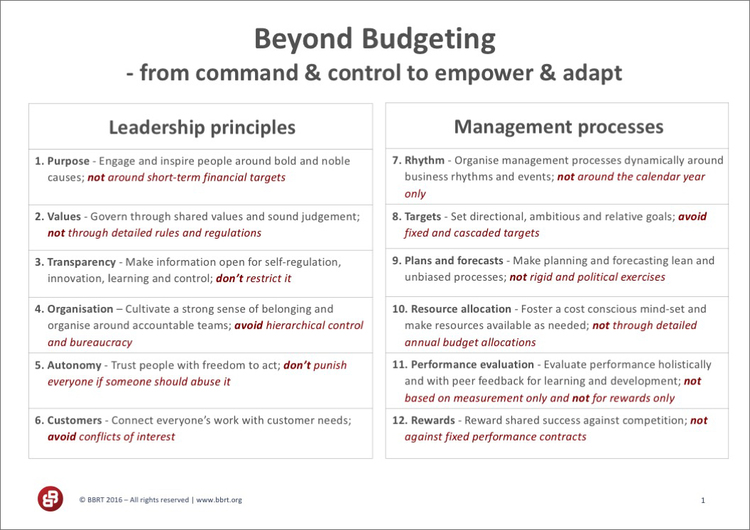 Beyond Budgeting
- from command & control to empower & adapt
Leadership principles
1. Purpose - Engage and inspire people around bold and noble
causes; not around short-term financial targets
2. Values - Govern through shared values and sound judgement;
not through detailed rules and regulations
3. Transparency - Make information open for self-regulation,
innovation, learning and control; don't restrict it
4. Organisation – Cultivate a strong sense of belonging and
organise around accountable teams; avoid hierarchical control
and bureaucracy
5. Autonomy - Trust people with freedom to act; don't punish
everyone if someone should abuse it
6. Customers - Connect everyone's work with customer needs;
avoid conflicts of interest
Management processes
7. Rhythm - Organise management processes dynamically around
business rhythms and events; not around the calendar year
only
8. Targets - Set directional, ambitious and relative goals; avoid
fixed and cascaded targets
9. Plans and forecasts - Make planning and forecasting lean and
unbiased processes; not rigid and political exercises
10. Resource allocation - Foster a cost conscious mind-set and
make resources available as needed; not through detailed
annual budget allocations
11. Performance evaluation - Evaluate performance holistically
and with peer feedback for learning and development; not
based on measurement only and not for rewards only
12. Rewards - Reward shared success against competition; not
against fixed performance contracts
© BBRT 2016 – All rights reserved | www.bbrt.org
1